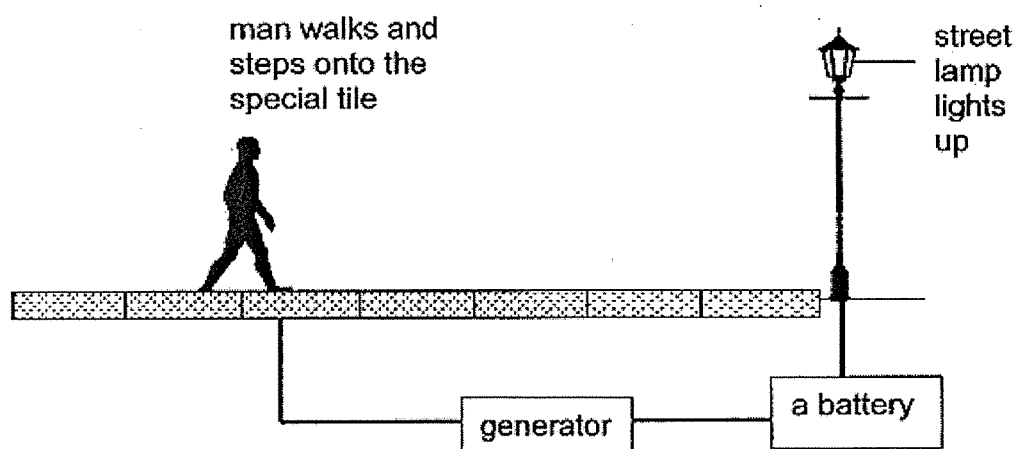 man walks and
steps onto the
special tile
street
lamp
lights
up
generator
a battery